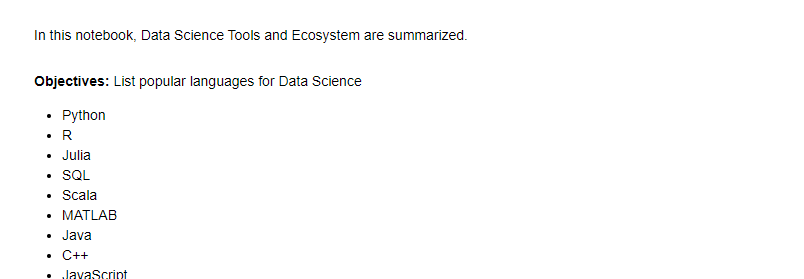 In this notebook, Data Science Tools and Ecosystem are summarized.
Objectives: List popular languages for Data Science
• Python
• R
• Julia
• SQL
• Scala
• MATLAB
• Java
• C++
• JavaScript